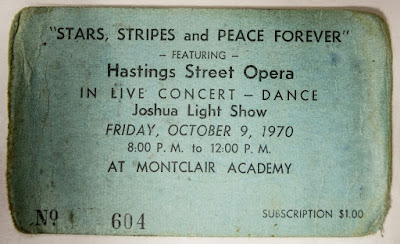 "STARS, STRIPES and PEACE FOREVER"
– FEATURING –
Hastings Street Opera
IN LIVE CONCERT – DANCE
Joshua Light Show
FRIDAY, OCTOBER 9, 1970
8:00 P. M. to 12:00 P. M.
AT MONTCLAIR ACADEMY
Nº 604
SUBSCRIPTION $1.00